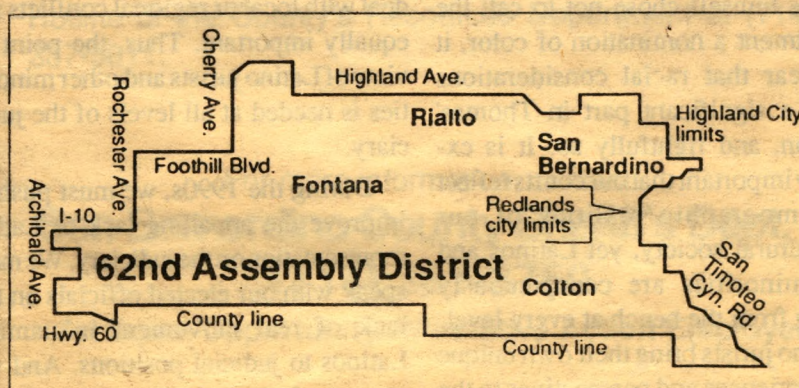 Cherry Ave.
Highland Ave.
Rochester Ave.
Rialto
Highland City
limits
San
Bernardino
Foothill Blvd.
Fontana
Archibald Ave.
I-10
Redlands
city limits
62nd Assembly District
Colton
San
Timoteo
Cyn. Rd.
County line
Hwy. 60
County line